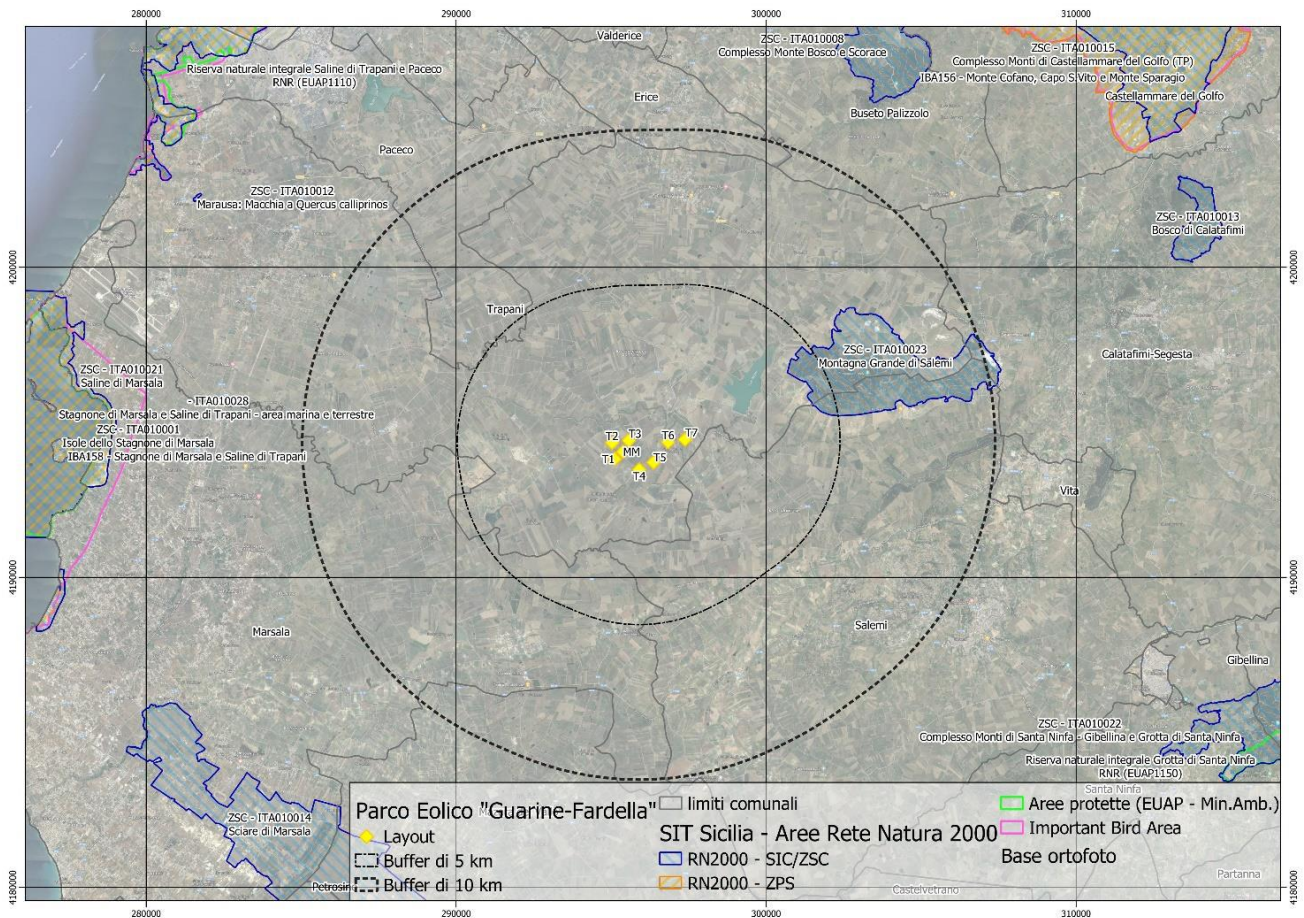 280000
290000
300000
310000
Valderice
ZSC - ITA010008
Complesso Monte Bosco e Scorace
ZSC - ITA010015
Complesso Monti di Castellammare del Golfo (TP)
IBA156 - Monte Cofano, Capo S.Vito e Monte Sparagio
Castellammare del Golfo
Riserva naturale integrale Saline di Trapani e Paceco
RNR (EUAP1110)
Erice
Buseto Palizzolo
Paceco
ZSC - ITA010012
Marausa: Macchia a Quercus calliprinos
ZSC - ITA010013
Bosco di Calatafimi
4200000
4200000
Trapani
ZSC - ITA010023
Montagna Grande di Salemi
Calatafimi-Segesta
ZSC - ITA010021
Saline di Marsala
- ITA010028
Stagnone di Marsala e Saline di Trapani - area marina e terrestre
ZSC - ITA010001
Isole dello Stagnone di Marsala
IBA158 - Stagnone di Marsala e Saline di Trapani
T2
T3
T6
T7
T1
MM
T5
T4
Vita
4190000
4190000
Marsala
Salemi
Gibellina
ZSC - ITA010022
Complesso Monti di Santa Ninfa - Gibellina e Grotta di Santa Ninfa
Riserva naturale integrale Grotta di Santa Ninfa
RNR (EUAP1150)
Santa Ninfa
ZSC - ITA010014
Sciare di Marsala
Petrosino
Parco Eolico "Guarine-Fardella"
Layout
Buffer di 5 km
Buffer di 10 km
limiti comunali
SIT Sicilia - Aree Rete Natura 2000
RN2000 - SIC/ZSC
RN2000 - ZPS
Aree protette (EUAP - Min.Amb.)
Important Bird Area
Base ortofoto
Partanna
Castelvetrano
4180000
4180000
280000
290000
300000
310000